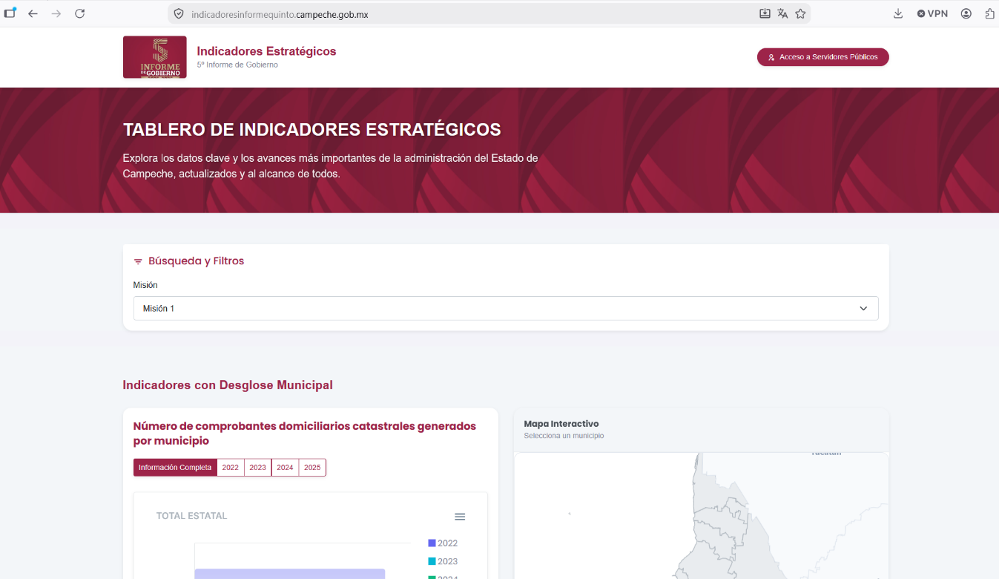 indicadoresinformequinto.campeche.gob.mx
VPN
5
INFORME
DE GOBIERNO
Indicadores Estratégicos
5º Informe de Gobierno
Acceso a Servidores Públicos
TABLERO DE INDICADORES ESTRATÉGICOS
Explora los datos clave y los avances más importantes de la administración del Estado de
Campeche, actualizados y al alcance de todos.
Búsqueda y Filtros
Misión
Misión 1
Indicadores con Desglose Municipal
Número de comprobantes domiciliarios catastrales generados
por municipio
Información Completa 2022 2023 2024 2025
TOTAL ESTATAL
2022
2023
2024
Mapa Interactivo
Selecciona un municipio
Yucatán